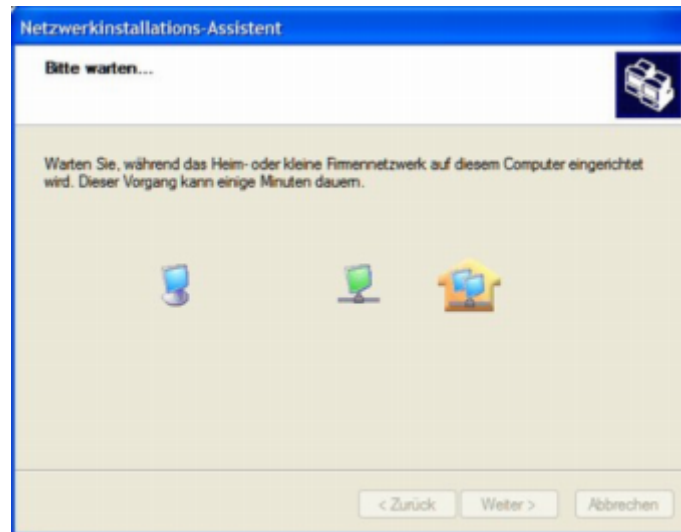 Netzwerkinstallations-Assistent
Bitte warten...
Warten Sie, während das Heim- oder kleine Firmennetzwerk auf diesem Computer eingerichtet
wird. Dieser Vorgang kann einige Minuten dauern.
< Zurück Weiter > Abbrechen